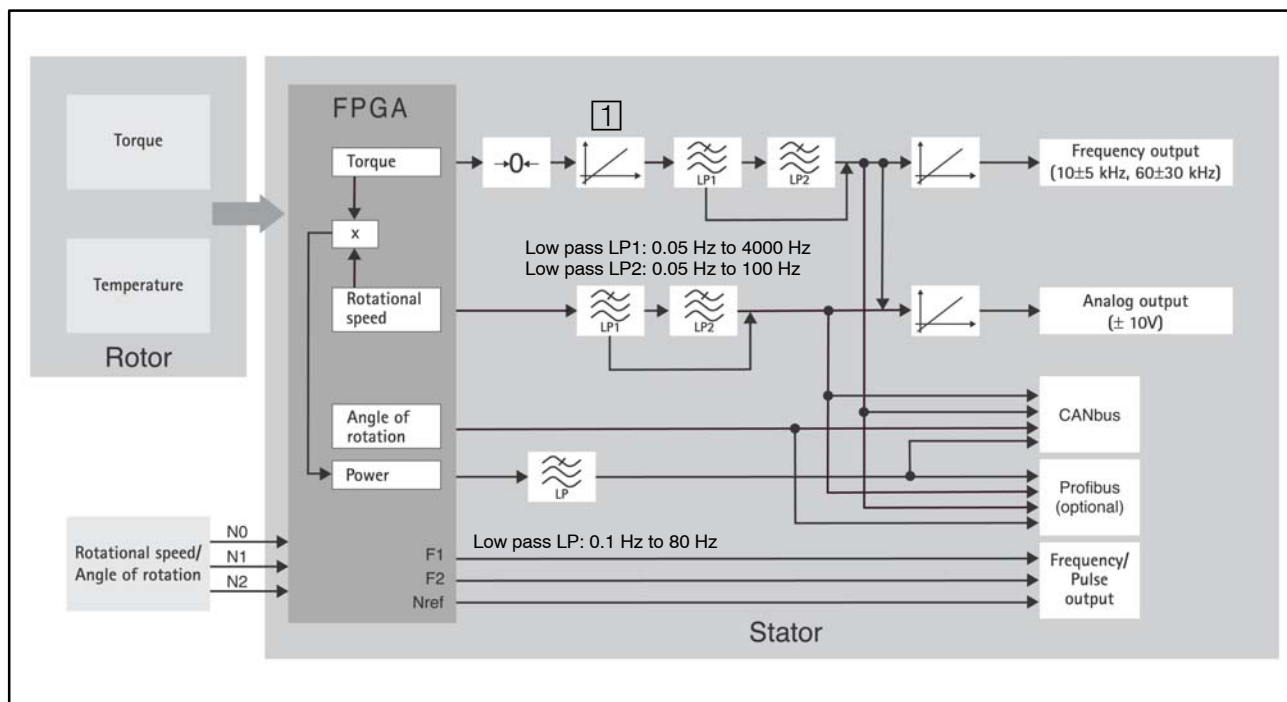 FPGA
1
Torque
→0←
LP1
LP2
Frequency output
(10±5 kHz, 60±30 kHz)
Torque
x
Low pass LP1: 0.05 Hz to 4000 Hz
Low pass LP2: 0.05 Hz to 100 Hz
Temperature
Rotational
speed
LP1
LP2
Analog output
(± 10V)
Rotor
Angle of
rotation
CANbus
Power
LP
Profibus
(optional)
Rotational speed/
Angle of rotation
N0
N1
N2
Low pass LP: 0.1 Hz to 80 Hz
F1
F2
Nref
Frequency/
Pulse
output
Stator